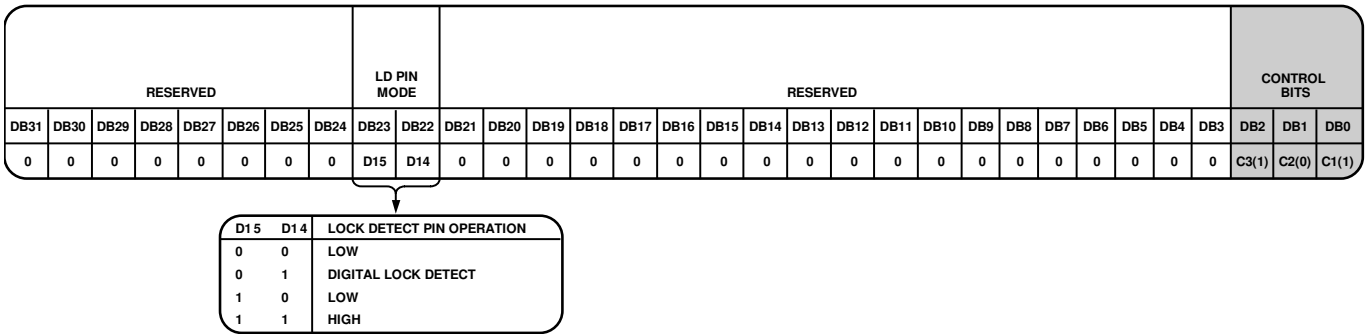 RESERVED
LD PIN
MODE
RESERVED
CONTROL
BITS
DB31 DB30 DB29 DB28 DB27 DB26 DB25 DB24 DB23 DB22 DB21 DB20 DB19 DB18 DB17 DB16 DB15 DB14 DB13 DB12 DB11 DB10 DB9 DB8 DB7 DB6 DB5 DB4 DB3 DB2 DB1 DB0
0 0 0 0 0 0 0 0 D15 D14 0 0 0 0 0 0 0 0 0 0 0 0 0 0 0 0 0 0 0 C3(1) C2(0) C1(1)
D15 D14 LOCK DETECT PIN OPERATION
0 0 LOW
0 1 DIGITAL LOCK DETECT
1 0 LOW
1 1 HIGH